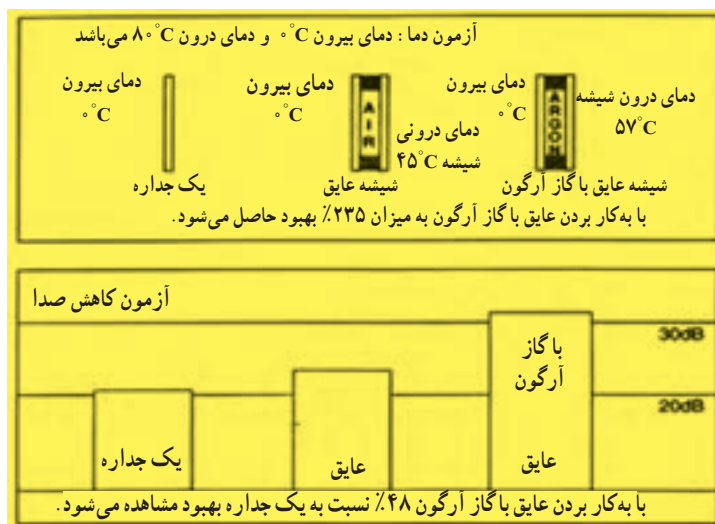 آزمون دما : دمای بیرون ۰°C و دمای درون ۸۰°C می‌باشد
دمای درون شیشه
۵۷°C
ARGON
دمای بیرون
۰°C
دمای درونی
شیشه ۴۵°C
AIR
دمای بیرون
۰°C
دمای بیرون
۰°C
شیشه عایق با گاز آرگون
شیشه عایق
یک جداره
با به‌کار بردن عایق با گاز آرگون به میزان ۲۳۵٪ بهبود حاصل می‌شود.
آزمون کاهش صدا
30dB
20dB
با گاز
آرگون
عایق
عایق
یک جداره
با به‌کار بردن عایق با گاز آرگون ۴۸٪ نسبت به یک جداره بهبود مشاهده می‌شود.